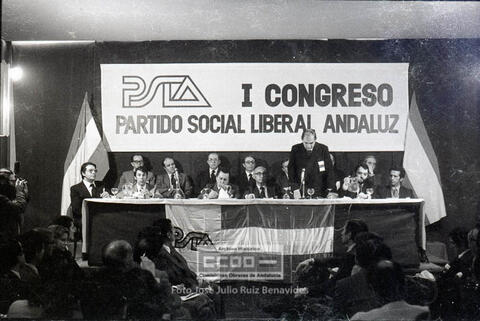 PSLA I CONGRESO
PARTIDO SOCIAL LIBERAL ANDALUZ
PSLA
Archivo Histórico
CCOO
Comisiones Obreras de Andalucía
Foto José Julio Ruiz Benavides